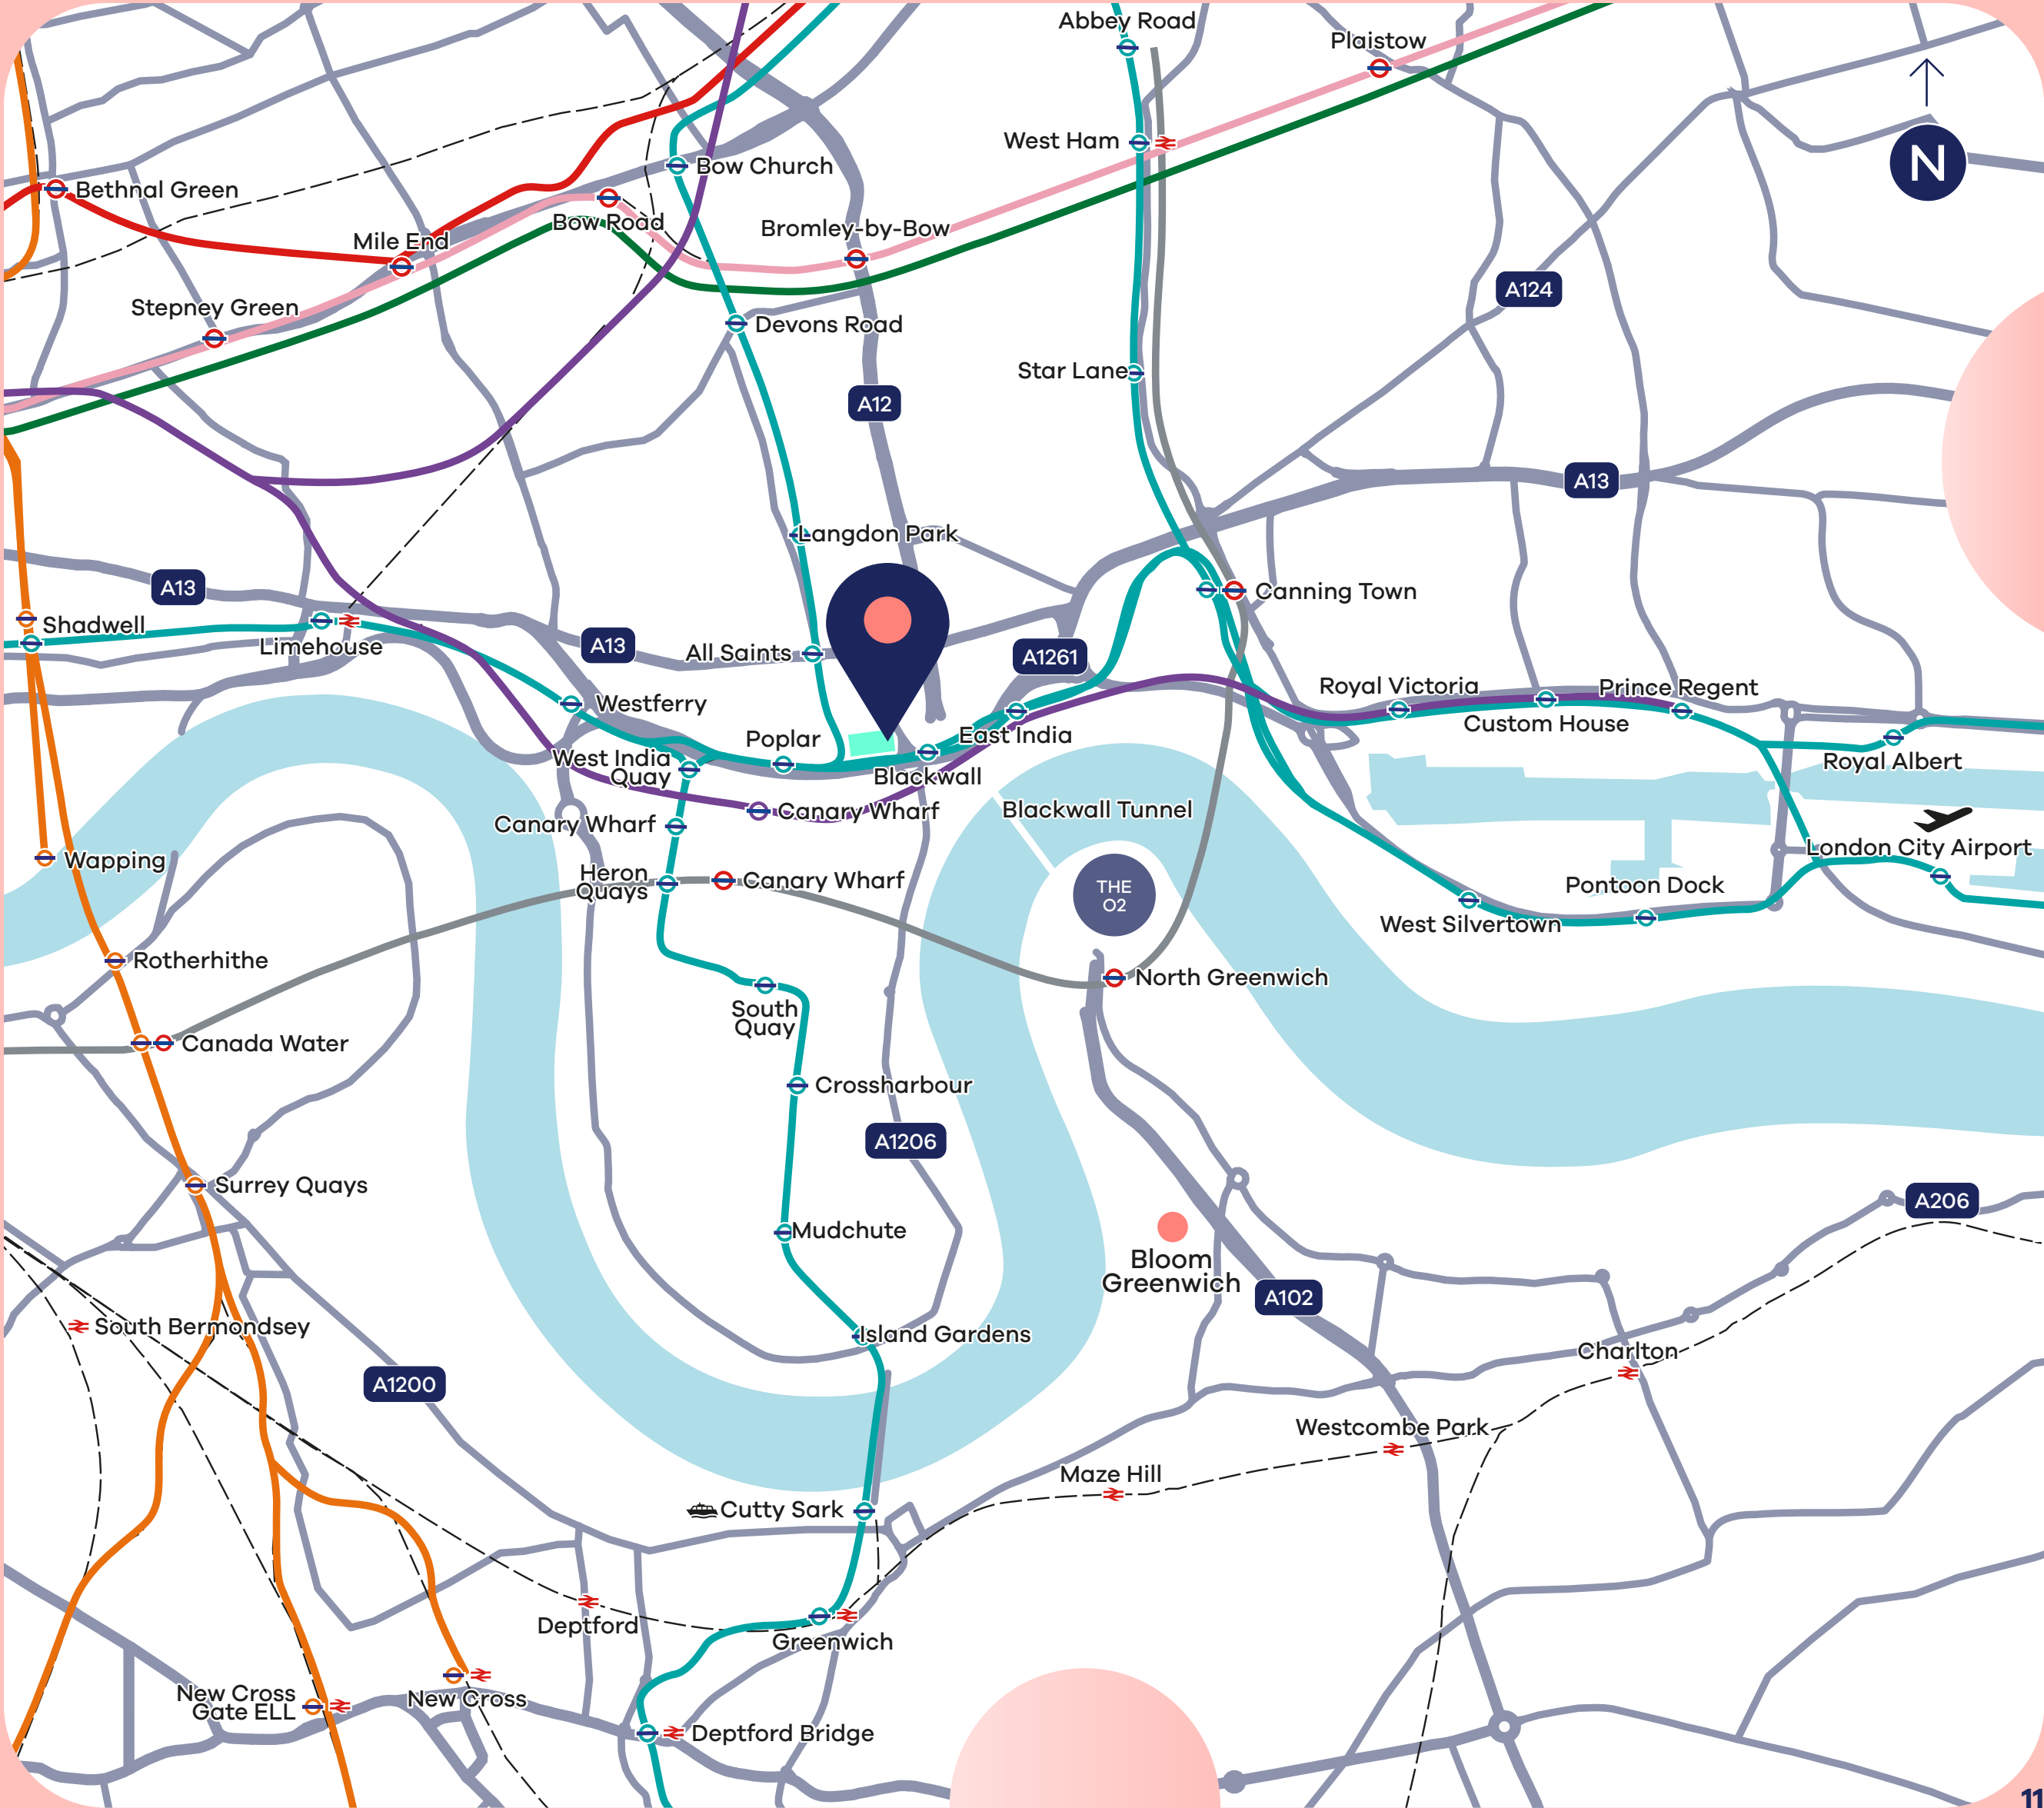 Abbey Road
Plaistow
West Ham
N
Bow Church
Bethnal Green
Bow Road
Bromley-by-Bow
Mile End
A124
Stepney Green
Devons Road
Star Lane
A12
A13
Langdon Park
A13
Canning Town
Shadwell
Limehouse
A13
All Saints
A1261
Royal Victoria
Prince Regent
Westferry
Custom House
East India
Poplar
West India
Quay
Blackwall
Royal Albert
Canary Wharf
Canary Wharf
Blackwall Tunnel
London City Airport
Wapping
Heron
Quays
Canary Wharf
THE
O2
Pontoon Dock
West Silvertown
Rotherhithe
North Greenwich
South
Quay
Canada Water
Crossharbour
A1206
Surrey Quays
A206
Mudchute
Bloom
Greenwich
A102
South Bermondsey
Island Gardens
Charlton
A1200
Westcombe Park
Maze Hill
Cutty Sark
Deptford
Greenwich
New Cross
Gate ELL
New Cross
Deptford Bridge
11